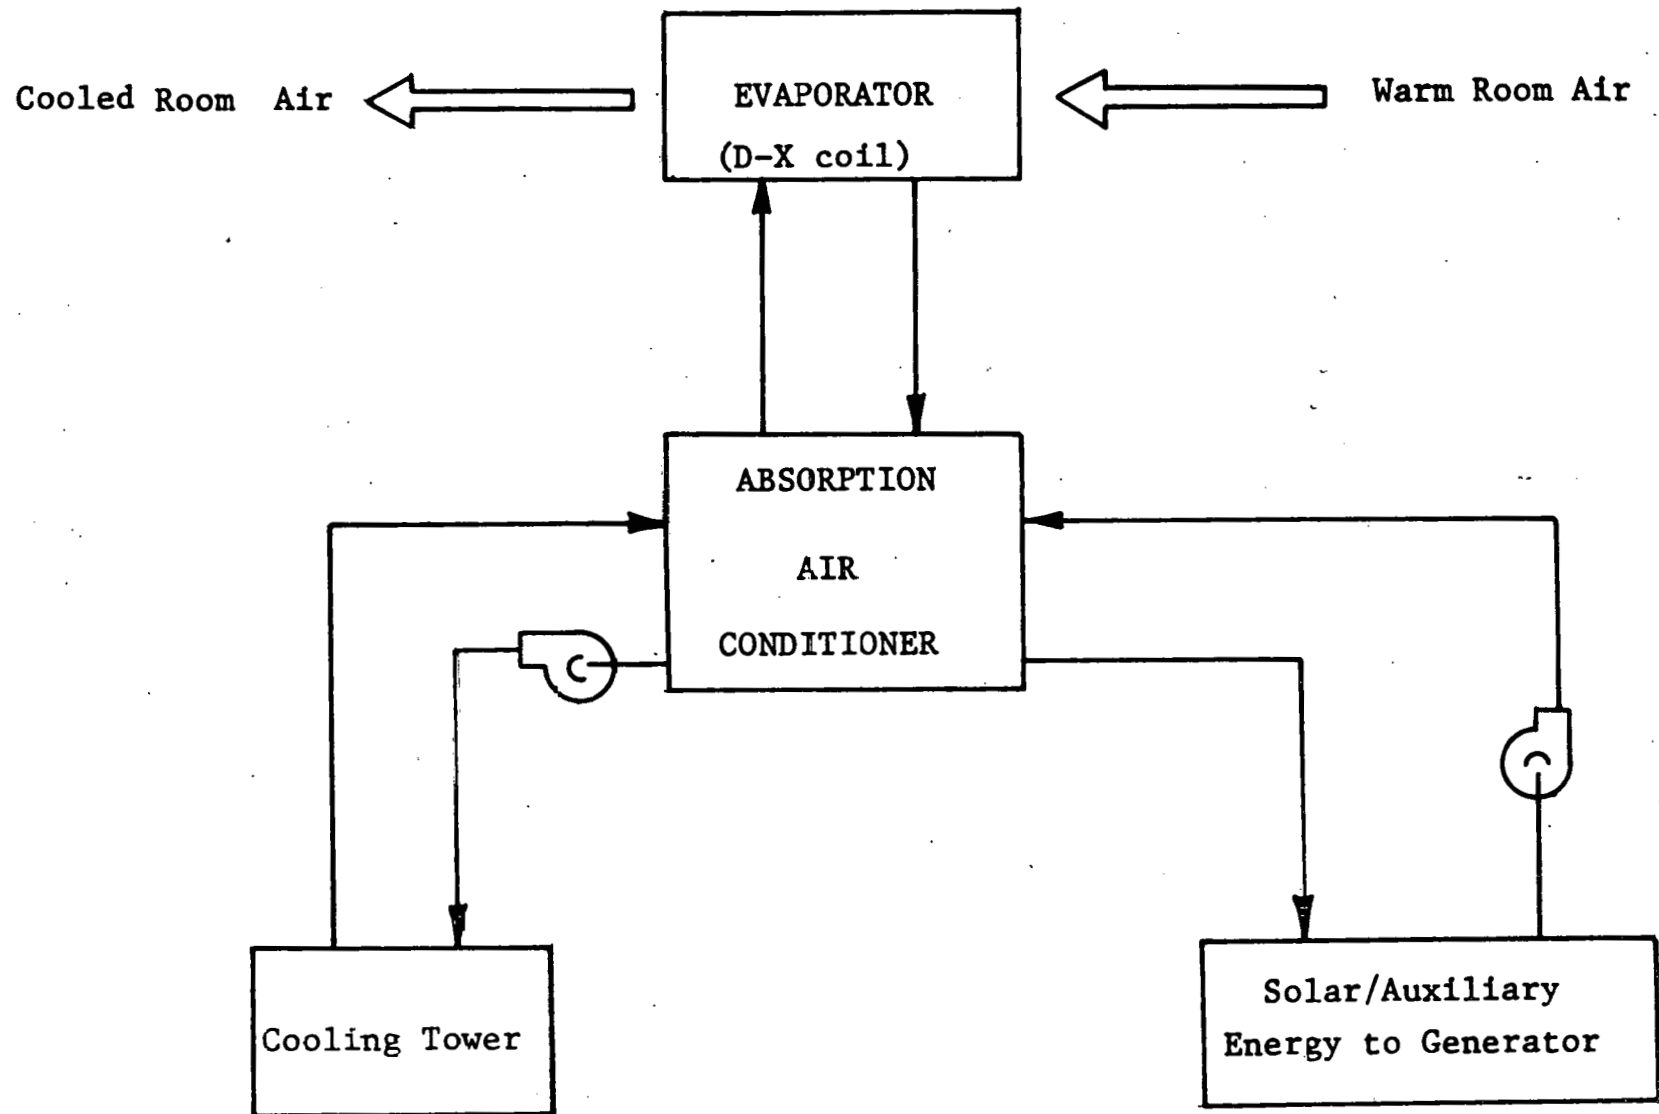 Cooled Room Air
EVAPORATOR
(D-X coil)
Warm Room Air
ABSORPTION
AIR
CONDITIONER
Cooling Tower
Solar/Auxiliary
Energy to Generator